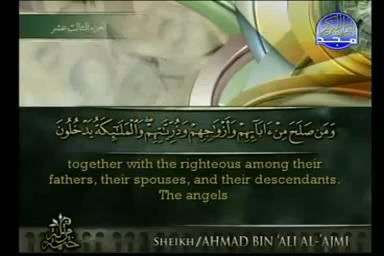 الجزء الثالث عشر
المجد
وَمَن صَلَحَ مِنْ ءَابَآئِهِمْ وَأَزْوَٰجِهِمْ وَذُرِّيَّـٰتِهِمْ وَٱلْمَلَـٰٓئِكَةُ يَدْخُلُونَ
together with the righteous among their
fathers, their spouses, and their descendants.
The angels
SHEIKH/AHMAD BIN 'ALI AL-'AJMI